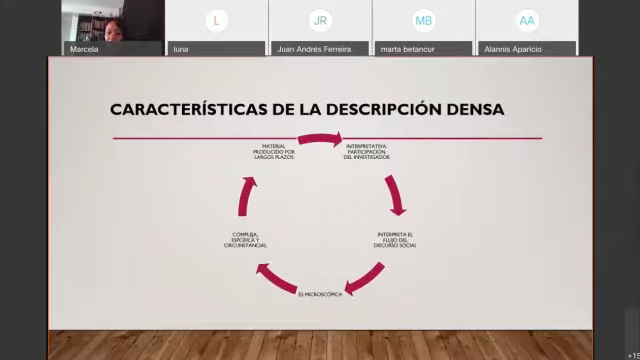 L
JR
MB
AA
Marcela
luna
Juan Andrés Ferreira
marta betancur
Alannis Aparicio
CARACTERÍSTICAS DE LA DESCRIPCIÓN DENSA
MATERIAL
PRODUCIDO POR
LARGOS PLAZOS
INTERPRETATIVA.
PARTICIPACIÓN
DEL INVESTIGADOR
INTERPRETA EL
FLUJO DEL
DISCURSO SOCIAL
ES MICROSCÓPICA
COMPLEJA,
ESPCÍFICA Y
CIRCUNSTANCIAL